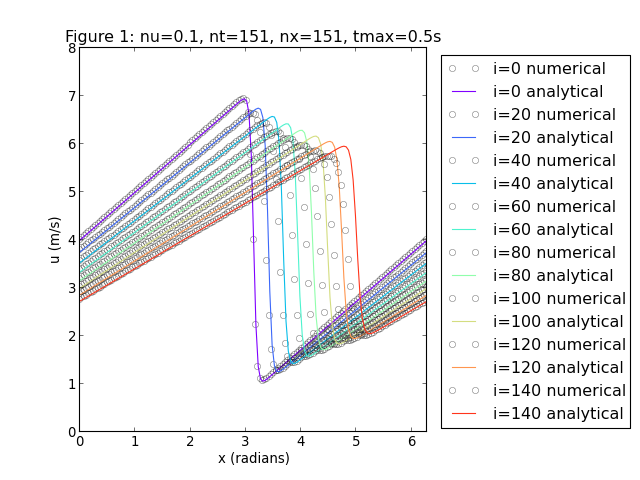 Figure 1: nu=0.1, nt=151, nx=151, tmax=0.5s
8
7
6
5
4
3
2
1
0
u (m/s)
0 1 2 3 4 5 6
x (radians)
i=0 numerical
i=0 analytical
i=20 numerical
i=20 analytical
i=40 numerical
i=40 analytical
i=60 numerical
i=60 analytical
i=80 numerical
i=80 analytical
i=100 numerical
i=100 analytical
i=120 numerical
i=120 analytical
i=140 numerical
i=140 analytical